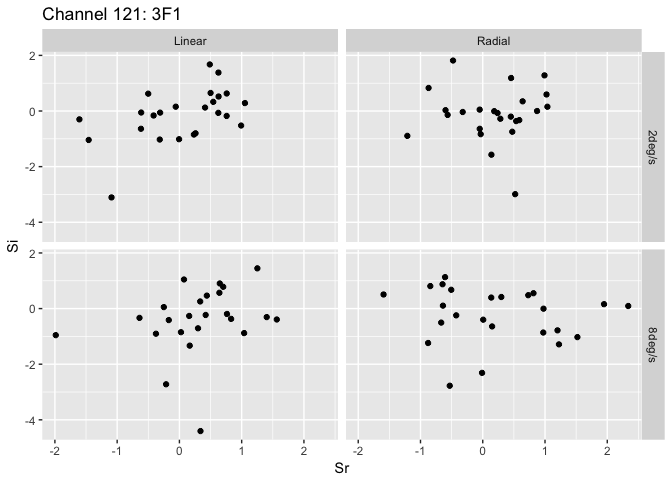 Channel 121: 3F1
Linear
Radial
2
0
-2
-4
2deg/s
Si
2
0
-2
-4
8deg/s
-2 -1 0 1 2
-2 -1 0 1 2
Sr